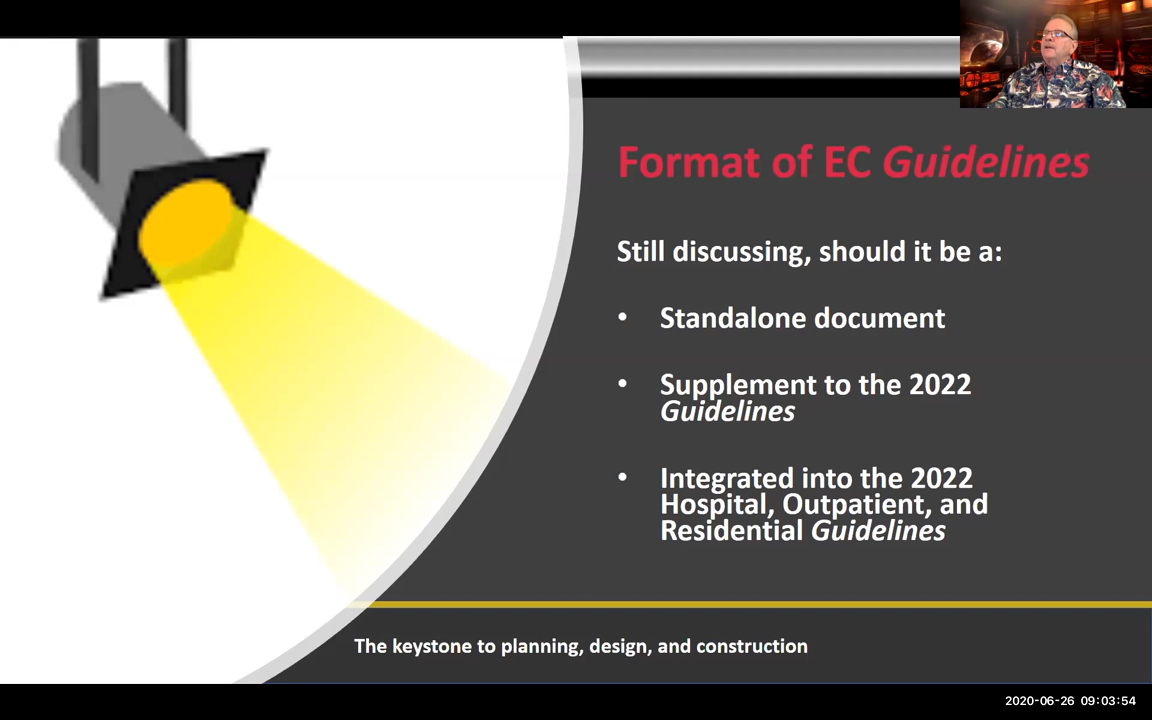 Format of EC Guidelines
Still discussing, should it be a:
• Standalone document
• Supplement to the 2022
Guidelines
• Integrated into the 2022
Hospital, Outpatient, and
Residential Guidelines
The keystone to planning, design, and construction
2020-06-26 09:03:54